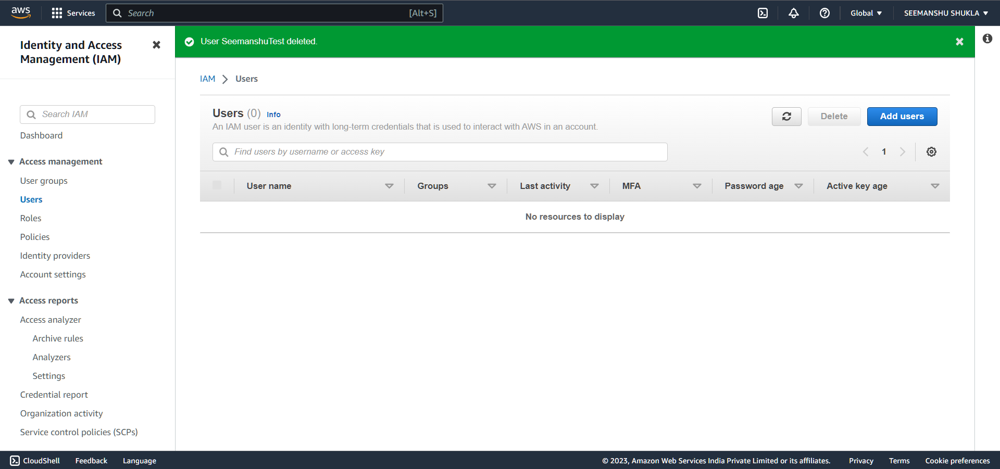 aws
Services
Search
[Alt+S]
Global
SEEMANSHU SHUKLA
Identity and Access
Management (IAM)
Search IAM
Dashboard
Access management
User groups
Users
Roles
Policies
Identity providers
Account settings
Access reports
Access analyzer
Archive rules
Analyzers
Settings
Credential report
Organization activity
Service control policies (SCPs)
User SeemanshuTest deleted.
IAM
Users
Users (0) Info
An IAM user is an identity with long-term credentials that is used to interact with AWS in an account.
Delete
Add users
Find users by username or access key
1
User name
Groups
Last activity
MFA
Password age
Active key age
No resources to display
CloudShell
Feedback
Language
© 2023, Amazon Web Services India Private Limited or its affiliates.
Privacy
Terms
Cookie preferences